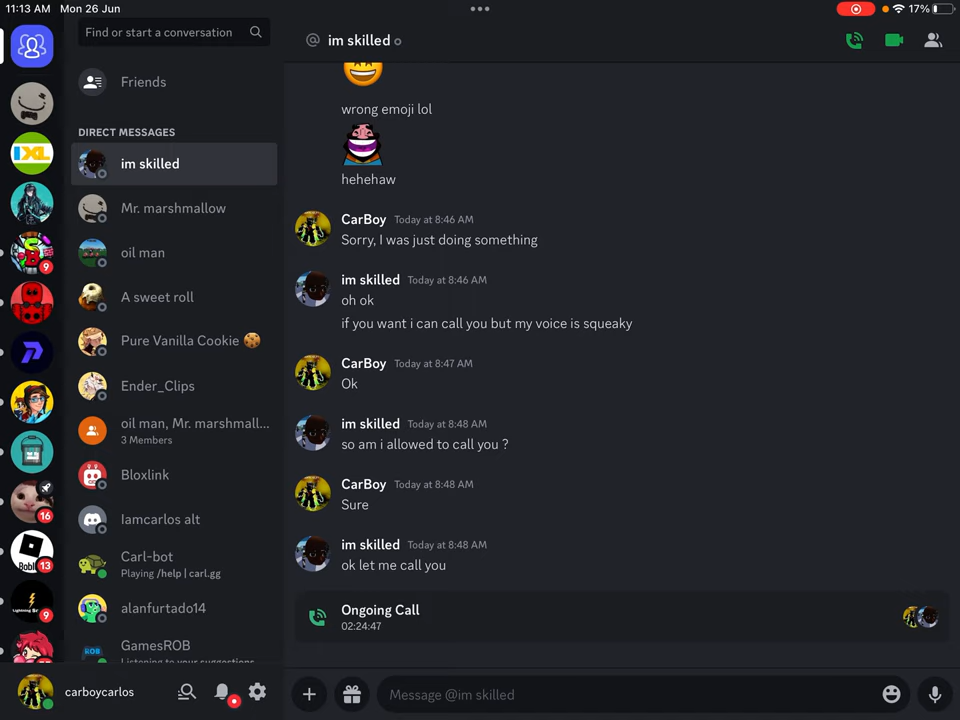 11:13 AM Mon 26 Jun
17%
Find or start a conversation
Friends
DIRECT MESSAGES
im skilled
Mr. marshmallow
oil man
A sweet roll
Pure Vanilla Cookie
Ender_Clips
oil man, Mr. marshmall...
3 Members
Bloxlink
Iamcarlos alt
Carl-bot
Playing /help | carl.gg
alanfurtado14
GamesROB
Listening to your suggestions
carboycarlos
IXL
9
16
13
9
@ im skilled
wrong emoji lol
hehehaw
CarBoy Today at 8:46 AM
Sorry, I was just doing something
im skilled Today at 8:46 AM
oh ok
if you want i can call you but my voice is squeaky
CarBoy Today at 8:47 AM
Ok
im skilled Today at 8:48 AM
so am i allowed to call you ?
CarBoy Today at 8:48 AM
Sure
im skilled Today at 8:48 AM
ok let me call you
Ongoing Call
02:24:47
Message @im skilled